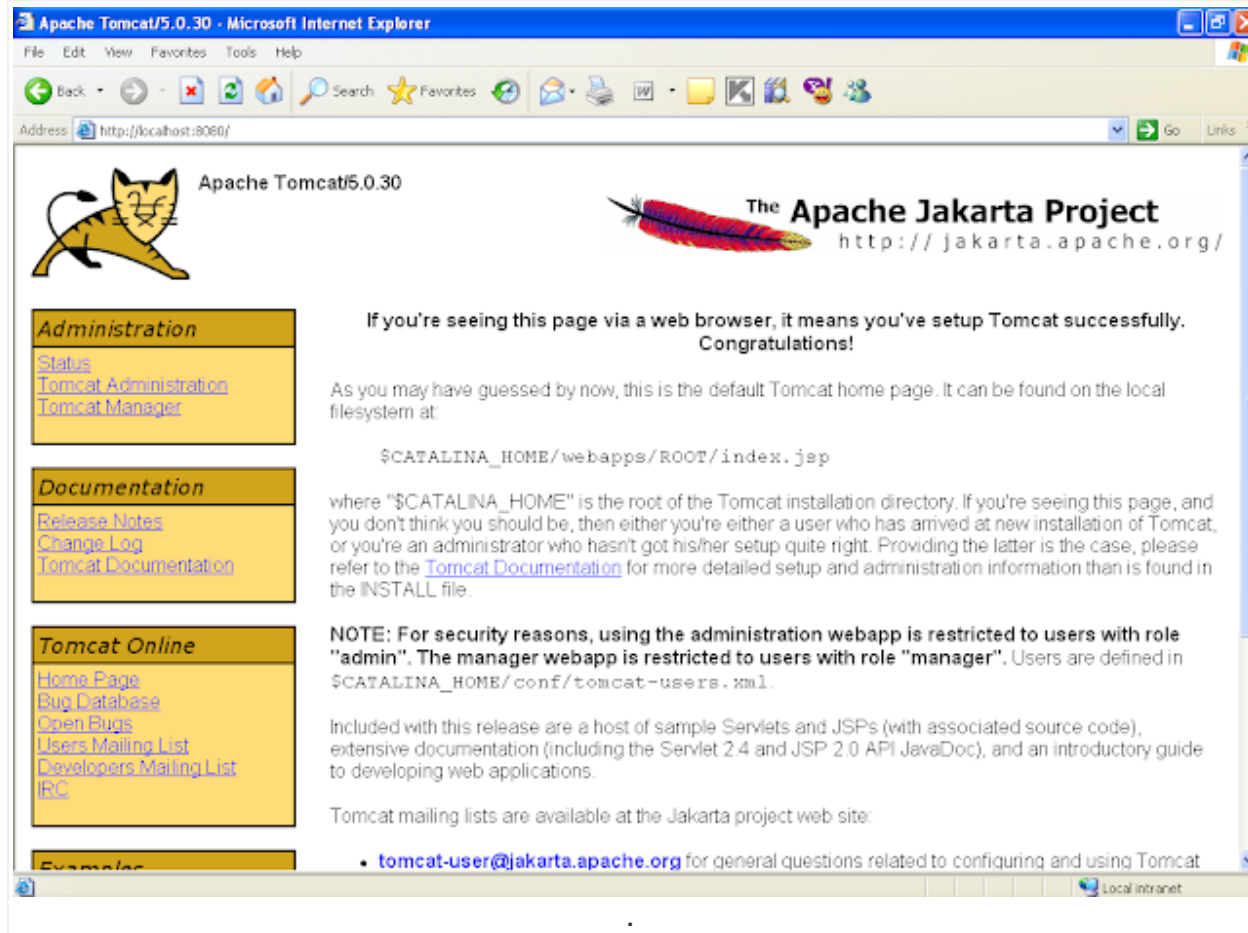 Apache Tomcat/5.0.30 - Microsoft Internet Explorer
File Edit View Favorites Tools Help
Back Search Favorites
Address http://localhost:8080/ Go Links
Apache Tomcat/5.0.30
The Apache Jakarta Project
http://jakarta.apache.org/
Administration
Status
Tomcat Administration
Tomcat Manager
Documentation
Release Notes
Change Log
Tomcat Documentation
Tomcat Online
Home Page
Bug Database
Open Bugs
Users Mailing List
Developers Mailing List
IRC
Examples
If you're seeing this page via a web browser, it means you've setup Tomcat successfully.
Congratulations!
As you may have guessed by now, this is the default Tomcat home page. It can be found on the local
filesystem at:
$CATALINA_HOME/webapps/ROOT/index.jsp
where "$CATALINA_HOME" is the root of the Tomcat installation directory. If you're seeing this page, and
you don't think you should be, then either you're either a user who has arrived at new installation of Tomcat,
or you're an administrator who hasn't got his/her setup quite right. Providing the latter is the case, please
refer to the Tomcat Documentation for more detailed setup and administration information than is found in
the INSTALL file.
NOTE: For security reasons, using the administration webapp is restricted to users with role
"admin". The manager webapp is restricted to users with role "manager". Users are defined in
$CATALINA_HOME/conf/tomcat-users.xml.
Included with this release are a host of sample Servlets and JSPs (with associated source code),
extensive documentation (including the Servlet 2.4 and JSP 2.0 API JavaDoc), and an introductory guide
to developing web applications.
Tomcat mailing lists are available at the Jakarta project web site:
• tomcat-user@jakarta.apache.org for general questions related to configuring and using Tomcat
Local intranet
.